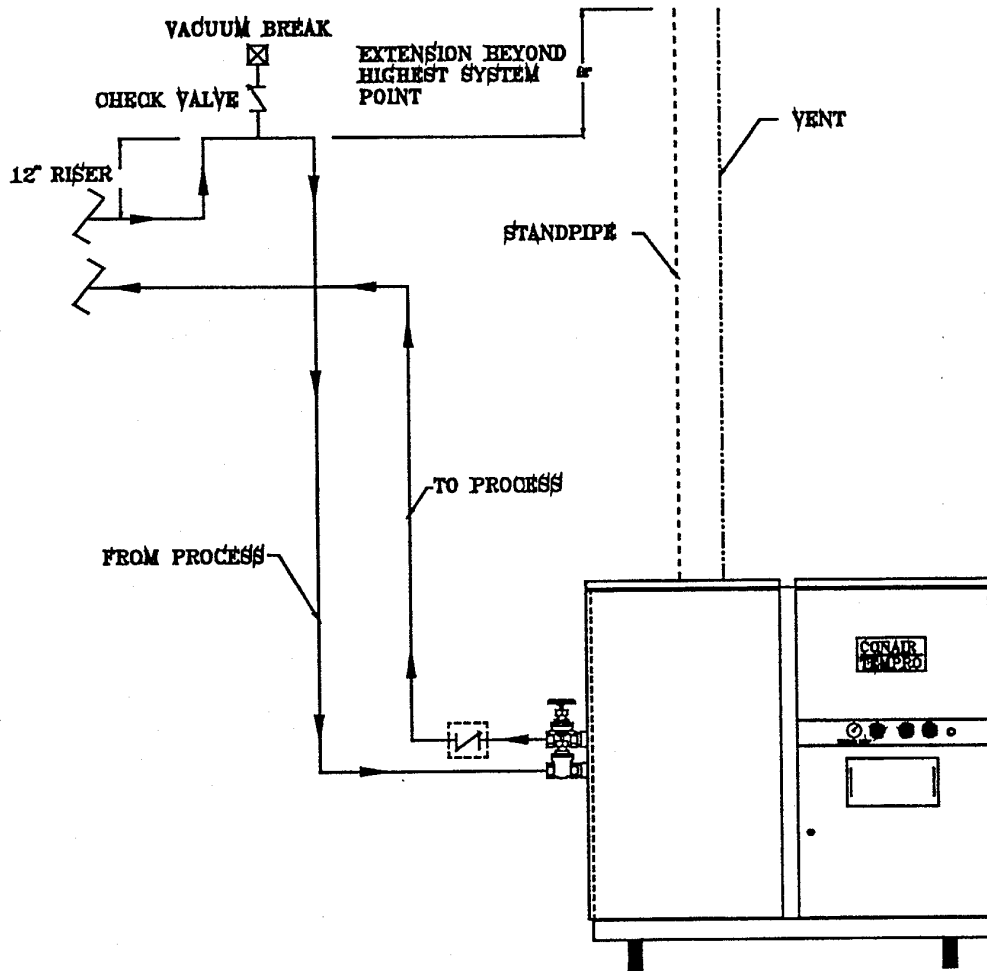 VACUUM BREAK
EXTENSION BEYOND
HIGHEST SYSTEM
POINT
CHECK VALVE
VENT
12" RISER
STANDPIPE
TO PROCESS
FROM PROCESS
CONAIR
TEMPRO